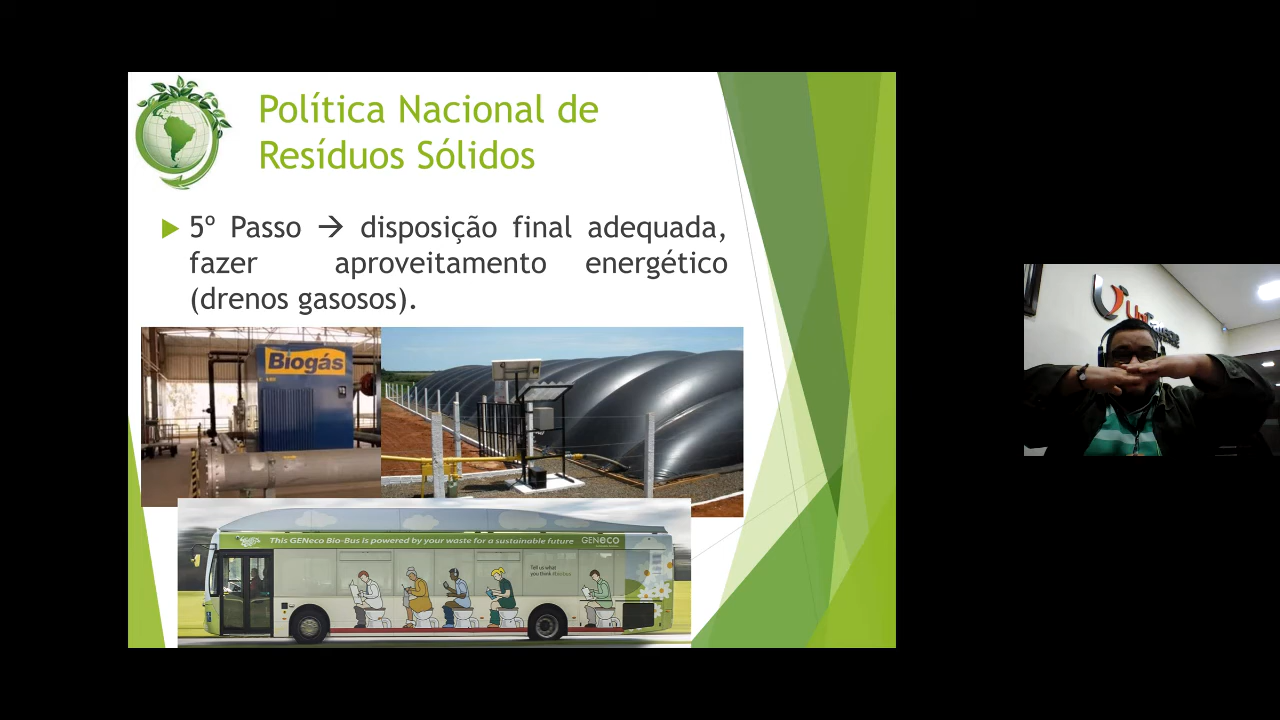 Política Nacional de
Resíduos Sólidos
5º Passo → disposição final adequada,
fazer aproveitamento energético
(drenos gasosos).
Biogás
This GENeco Bio-Bus is powered by your waste for a sustainable future
GENeco
Tell us what
you think